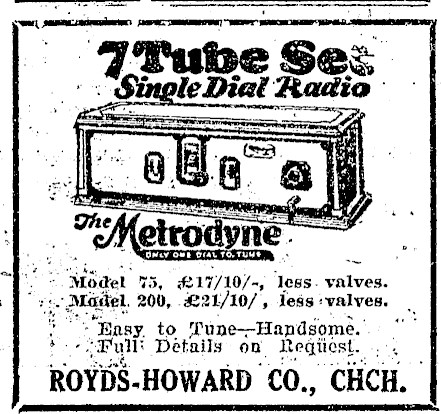 7 Tube Set
Single Dial Radio
The Metrodyne
ONLY ONE DIAL TO TUNE
Model 75, £17/10/-, less valves.
Model 200, £21/10/, less valves.
Easy to Tune—Handsome.
Full Details on Request.
ROYDS-HOWARD CO., CHCH.